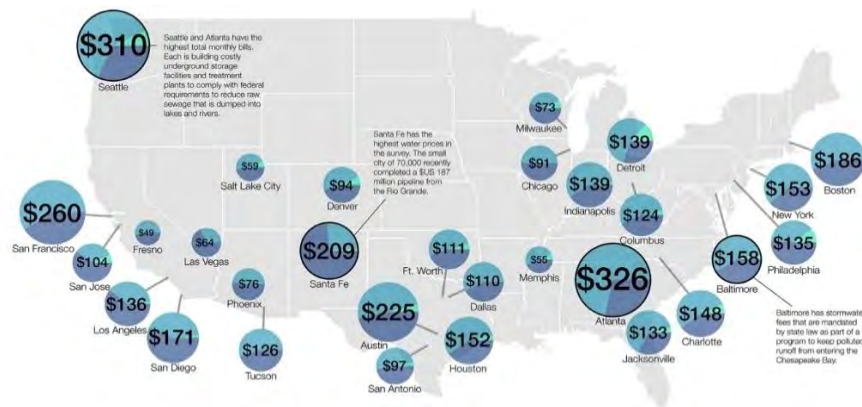 $310
Seattle
Seattle and Atlanta have the
highest total monthly bills.
Each is building costly
underground storage
facilities and treatment
plants to comply with federal
requirements to reduce raw
sewage that is dumped into
lakes and rivers.
$73
Milwaukee
Santa Fe has the
highest water prices in
the survey. The small
city of 70,000 recently
completed a $US 187
million pipeline from
the Rio Grande.
$139
Detroit
$186
Boston
$59
Salt Lake City
$94
Denver
$91
Chicago
$139
Indianapolis
$153
New York
$260
San Francisco
$49
Fresno
$64
Las Vegas
$209
Santa Fe
$124
Columbus
$135
Philadelphia
$104
San Jose
$111
Ft. Worth
$55
Memphis
$158
Baltimore
$136
Los Angeles
$76
Phoenix
$110
Dallas
$326
Atlanta
$171
San Diego
$126
Tucson
$225
Austin
$152
Houston
$97
San Antonio
$133
Jacksonville
$148
Charlotte
Baltimore has stormwate
fees that are mandated
by state law as part of a
program to keep polluted
runoff from entering the
Chesapeake Bay.